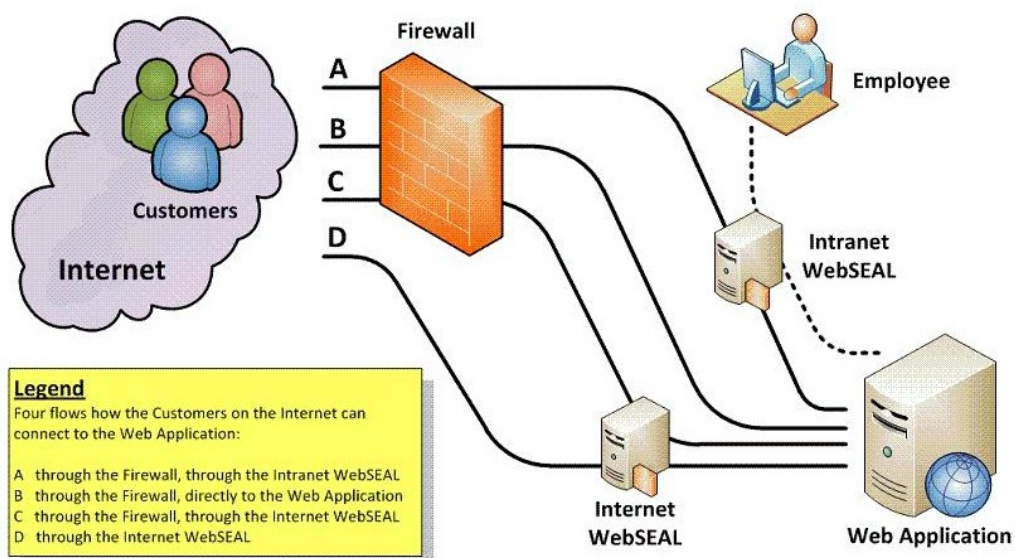 Firewall
A
B
C
D
Customers
Internet
Employee
Intranet
WebSEAL
Internet
WebSEAL
Web Application
Legend
Four flows how the Customers on the Internet can
connect to the Web Application:
A through the Firewall, through the Intranet WebSEAL
B through the Firewall, directly to the Web Application
C through the Firewall, through the Internet WebSEAL
D through the Internet WebSEAL